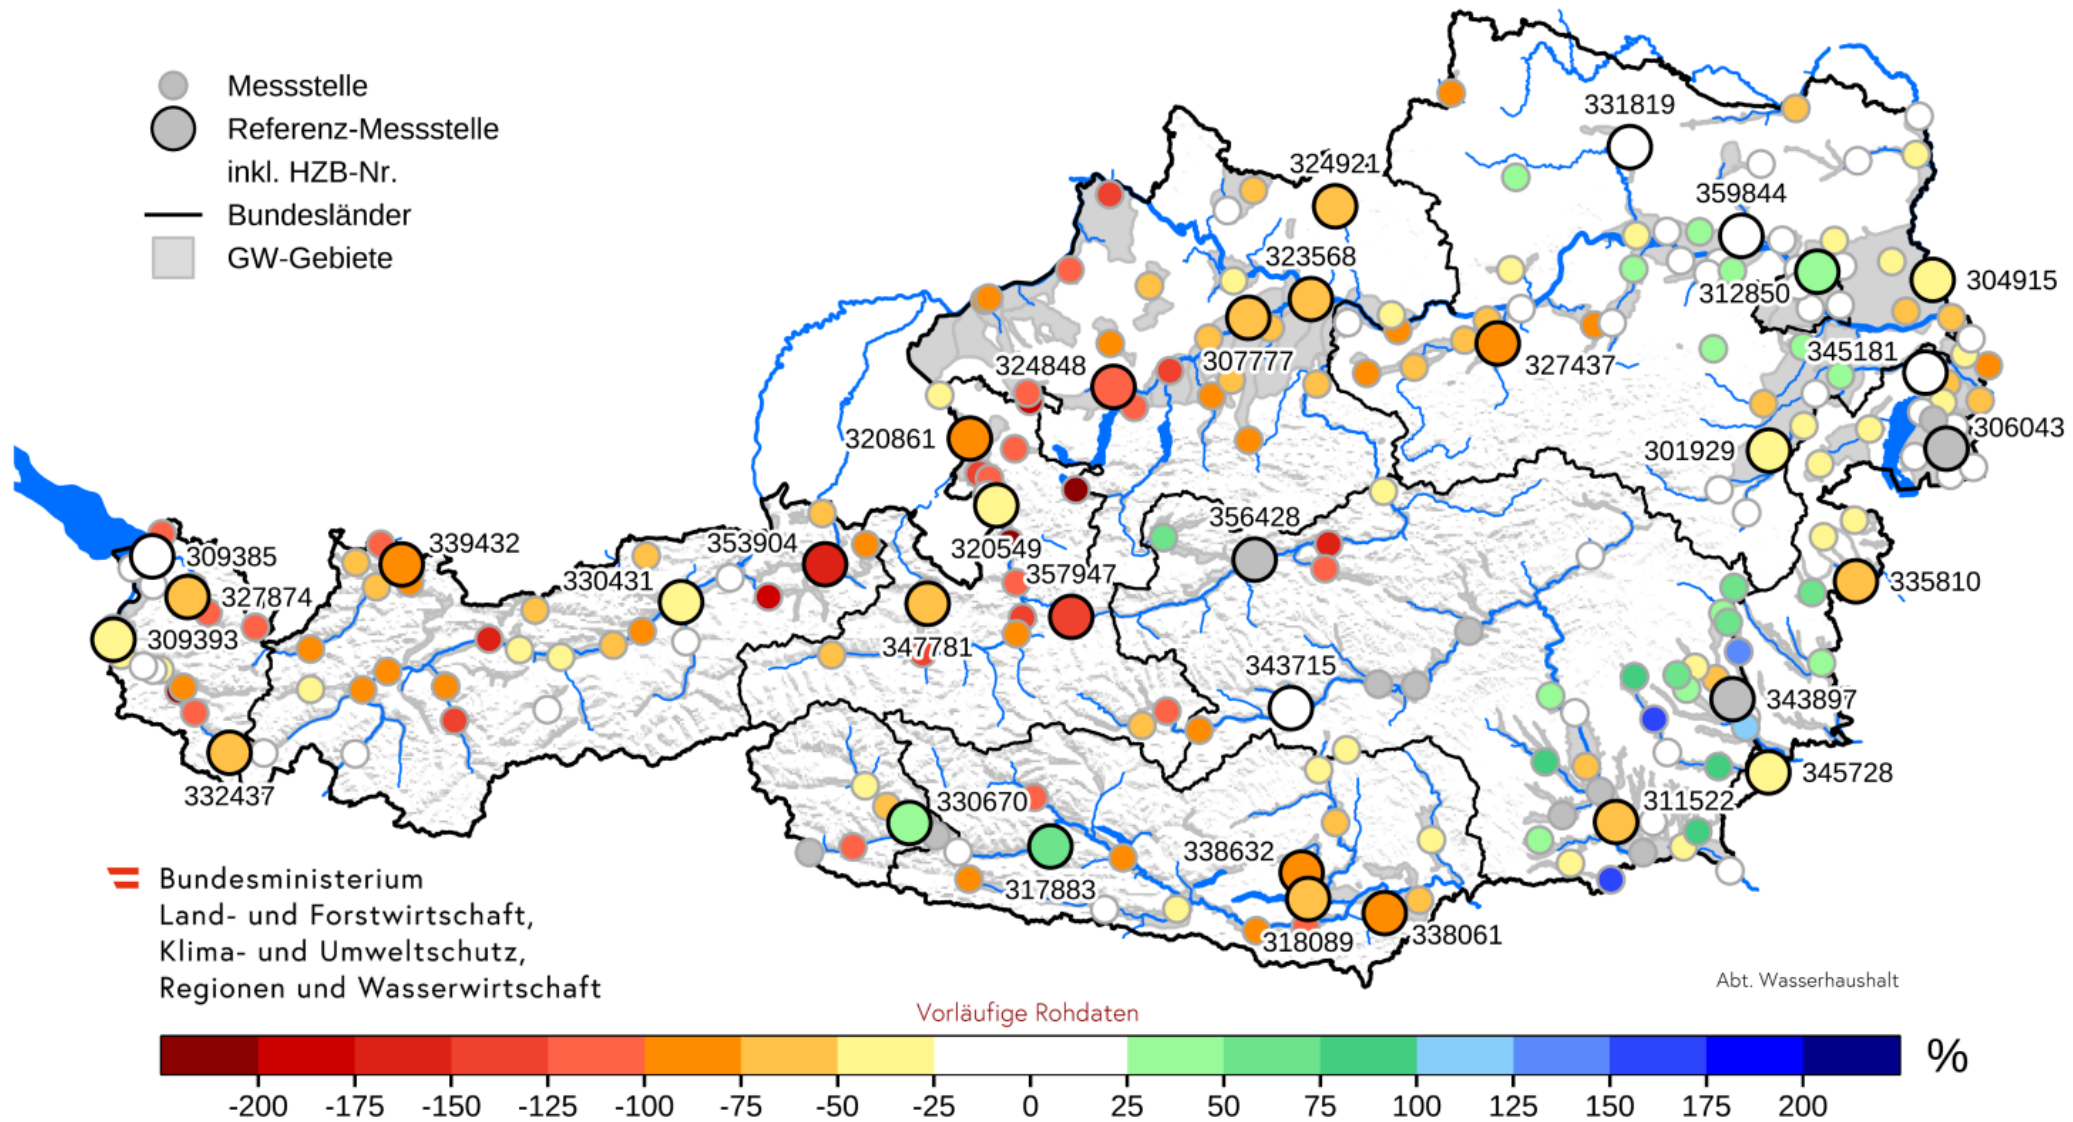 Messstelle
Referenz-Messstelle
inkl. HZB-Nr.
Bundesländer
GW-Gebiete
331819
324921
359844
323568
304915
312850
307777
327437
345181
324848
320861
306043
301929
356428
320549
353904
339432
309385
330431
357947
327874
335810
309393
347781
343715
343897
345728
332437
330670
311522
338632
317883
318089
338061
Bundesministerium
Land- und Forstwirtschaft,
Klima- und Umweltschutz,
Regionen und Wasserwirtschaft
Abt. Wasserhaushalt
Vorläufige Rohdaten
%
-200 -175 -150 -125 -100 -75 -50 -25 0 25 50 75 100 125 150 175 200